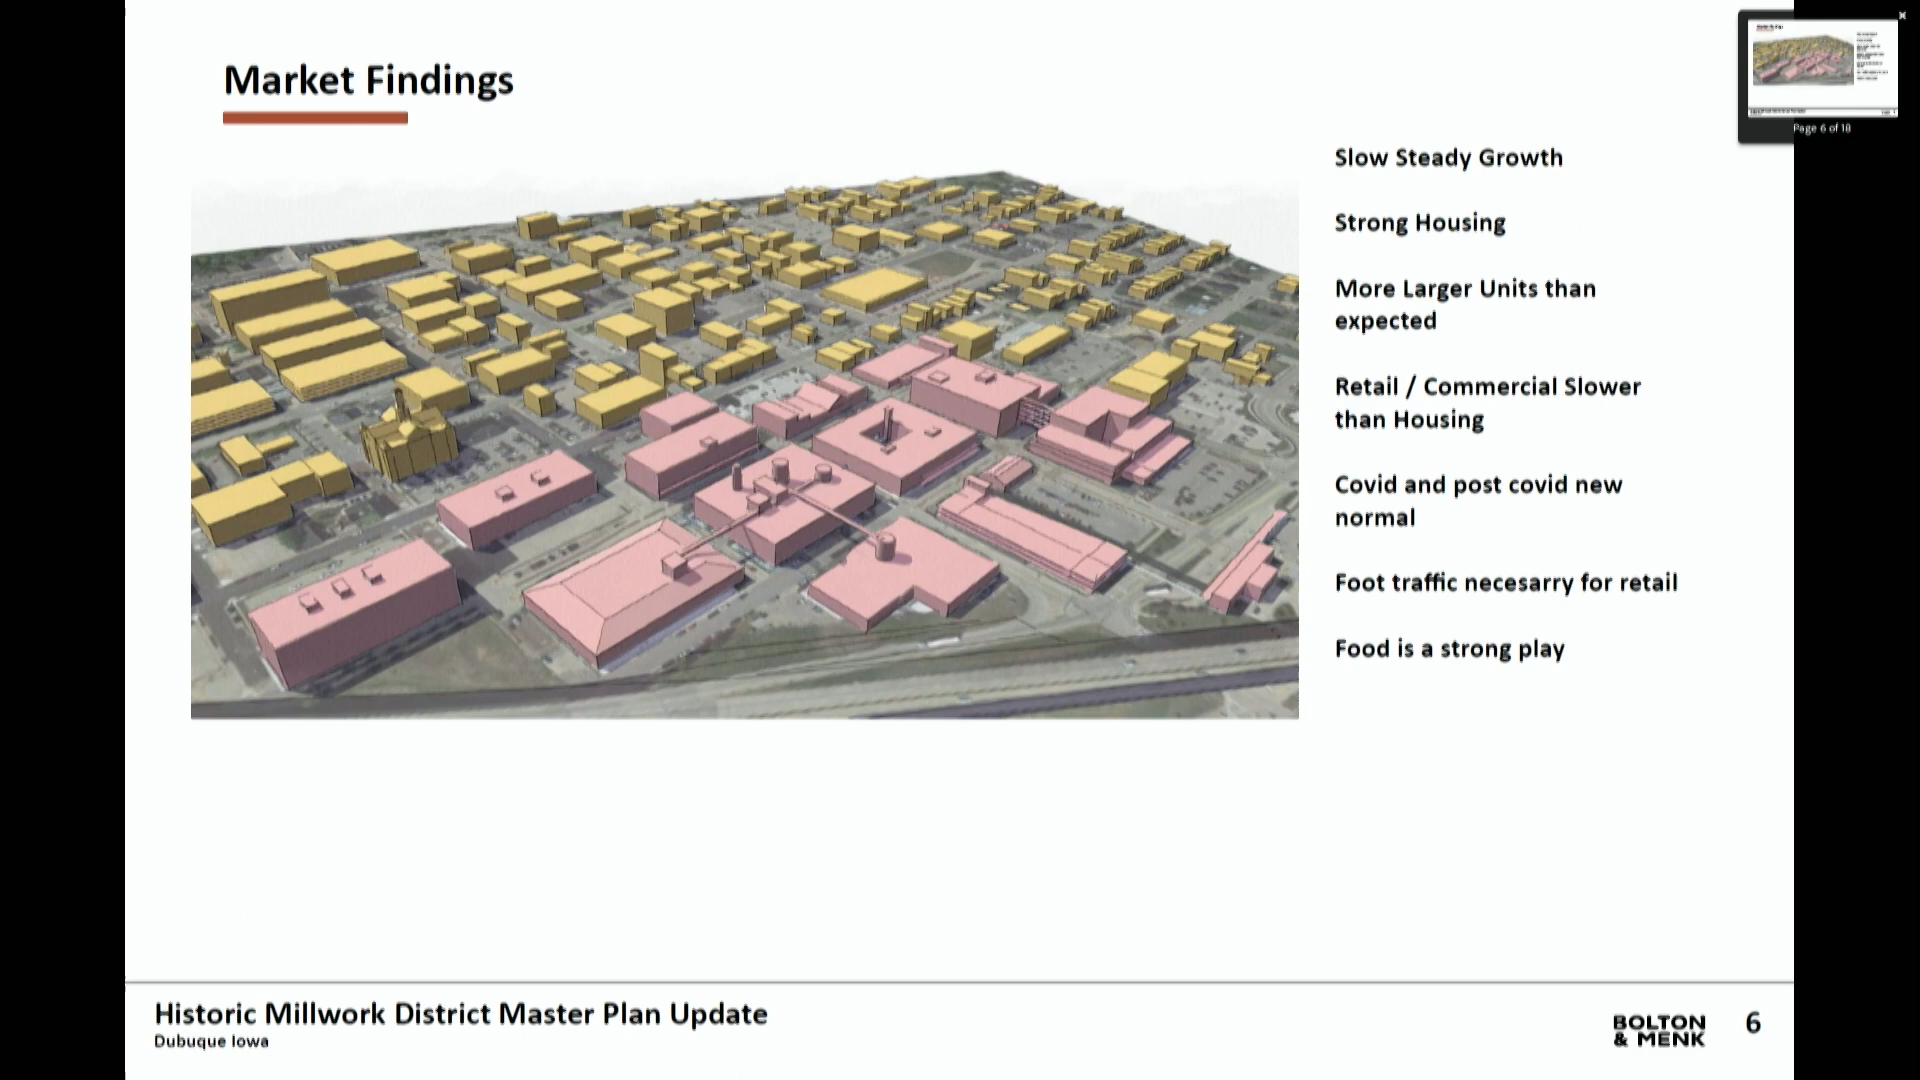 Market Findings
Slow Steady Growth
Strong Housing
More Larger Units than
expected
Retail / Commercial Slower
than Housing
Covid and post covid new
normal
Foot traffic necesarry for retail
Food is a strong play
Page 6 of 18
Historic Millwork District Master Plan Update
Dubuque Iowa
BOLTON
& MENK
6